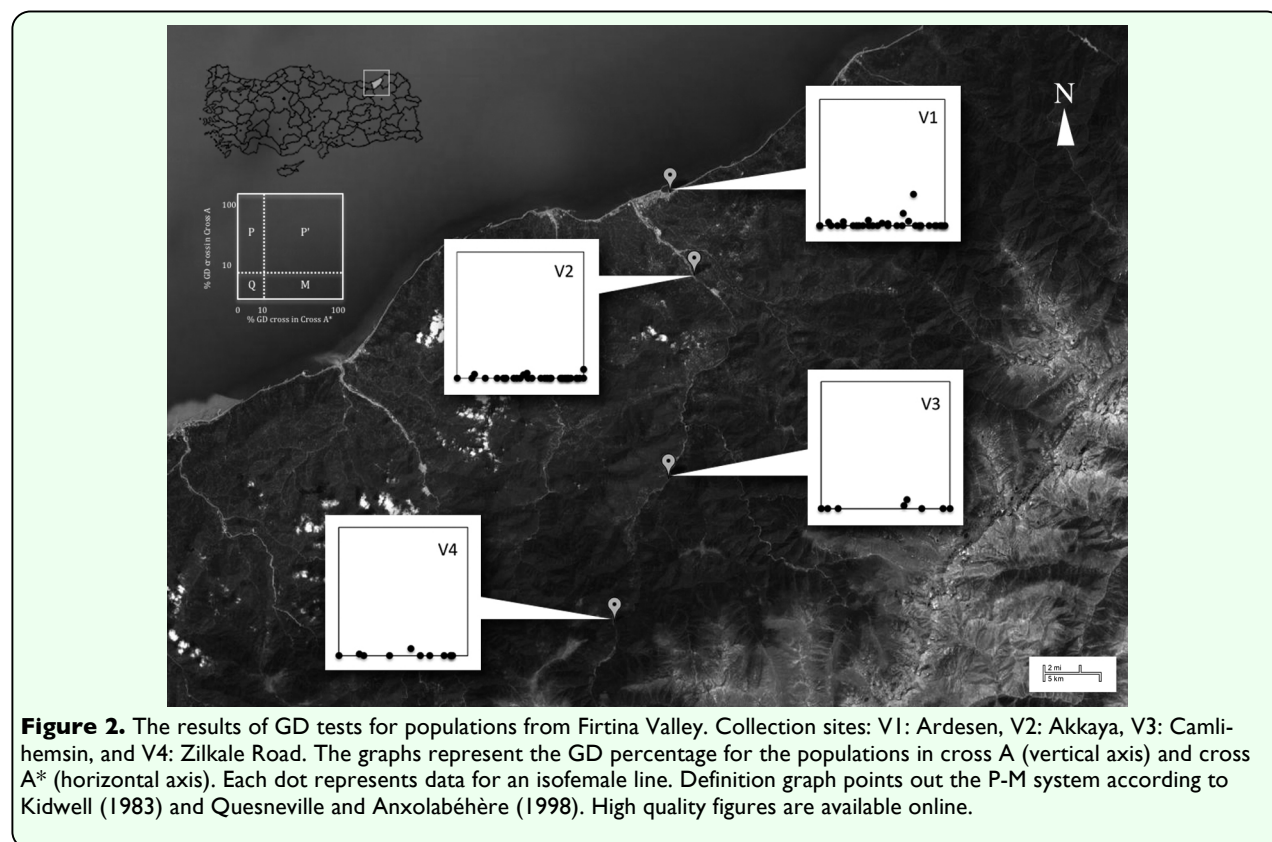 N
V1
100
P
P'
10
Q
M
0
10
100
% GD cross in Cross A
% GD cross in Cross A*
V2
V3
V4
2 mi
5 km
Figure 2. The results of GD tests for populations from Firtina Valley. Collection sites: V1: Ardesen, V2: Akkaya, V3: Camli-
hemsin, and V4: Zilkale Road. The graphs represent the GD percentage for the populations in cross A (vertical axis) and cross
A* (horizontal axis). Each dot represents data for an isofemale line. Definition graph points out the P-M system according to
Kidwell (1983) and Quesneville and Anxolabéhère (1998). High quality figures are available online.